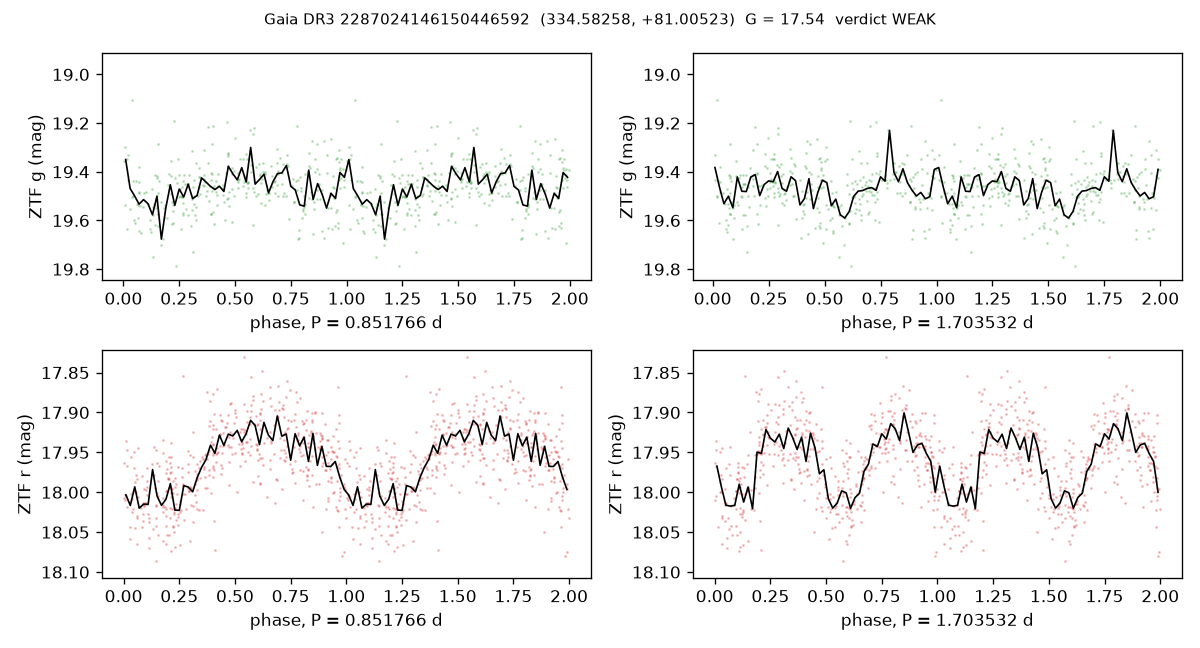 Gaia DR3 2287024146150446592 (334.58258, +81.00523) G = 17.54 verdict WEAK
ZTF g (mag)
19.0
19.2
19.4
19.6
19.8
0.00 0.25 0.50 0.75 1.00 1.25 1.50 1.75 2.00
phase, P = 0.851766 d
ZTF g (mag)
19.0
19.2
19.4
19.6
19.8
0.00 0.25 0.50 0.75 1.00 1.25 1.50 1.75 2.00
phase, P = 1.703532 d
ZTF r (mag)
17.85
17.90
17.95
18.00
18.05
18.10
0.00 0.25 0.50 0.75 1.00 1.25 1.50 1.75 2.00
phase, P = 0.851766 d
ZTF r (mag)
17.85
17.90
17.95
18.00
18.05
18.10
0.00 0.25 0.50 0.75 1.00 1.25 1.50 1.75 2.00
phase, P = 1.703532 d